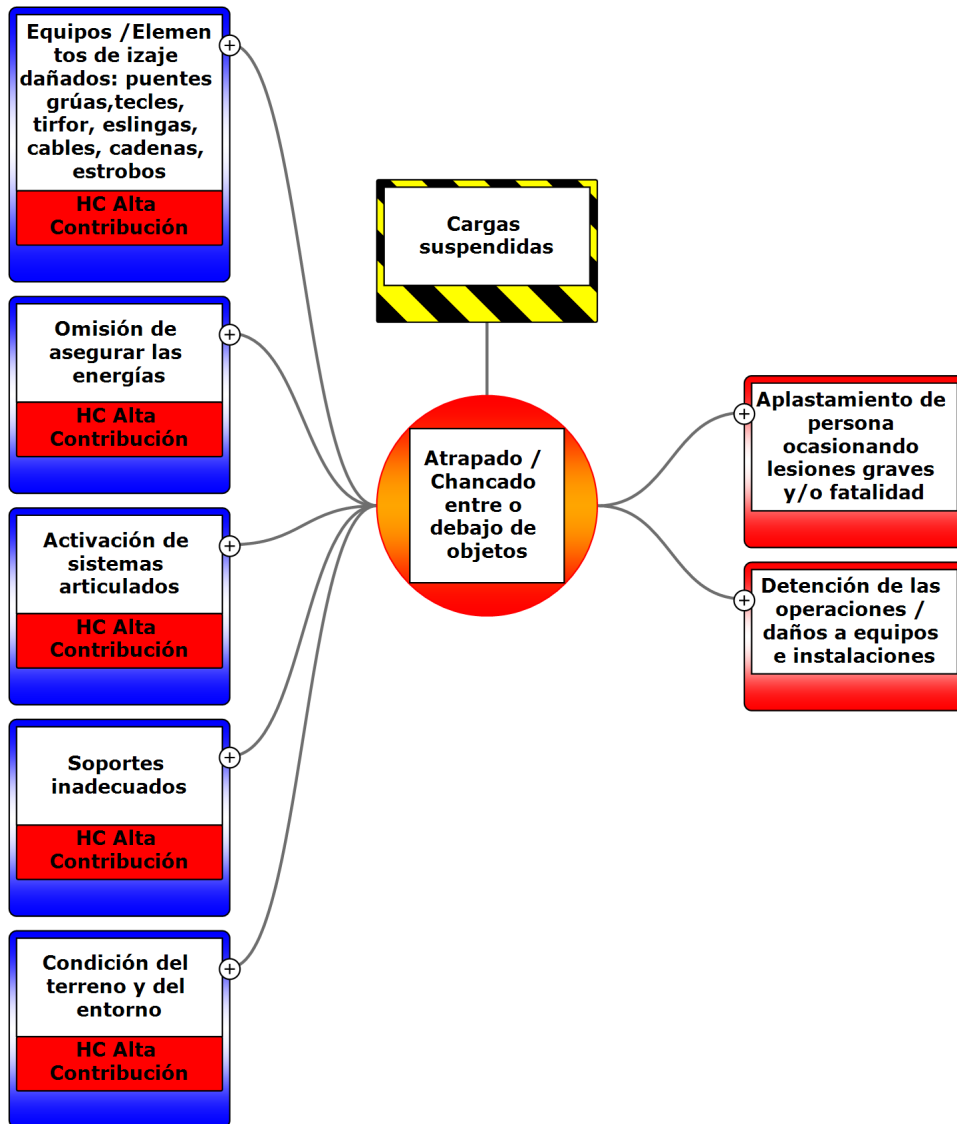 Equipos /Elemen
tos de izaje
dañados: puentes
grúas,tecles,
tirfor, eslingas,
cables, cadenas,
estrobos
HC Alta
Contribución
Omisión de
asegurar las
energías
HC Alta
Contribución
Activación de
sistemas
articulados
HC Alta
Contribución
Soportes
inadecuados
HC Alta
Contribución
Condición del
terreno y del
entorno
HC Alta
Contribución
Cargas
suspendidas
Atrapado /
Chancado
entre o
debajo de
objetos
Aplastamiento de
persona
ocasionando
lesiones graves
y/o fatalidad
Detención de las
operaciones /
daños a equipos
e instalaciones